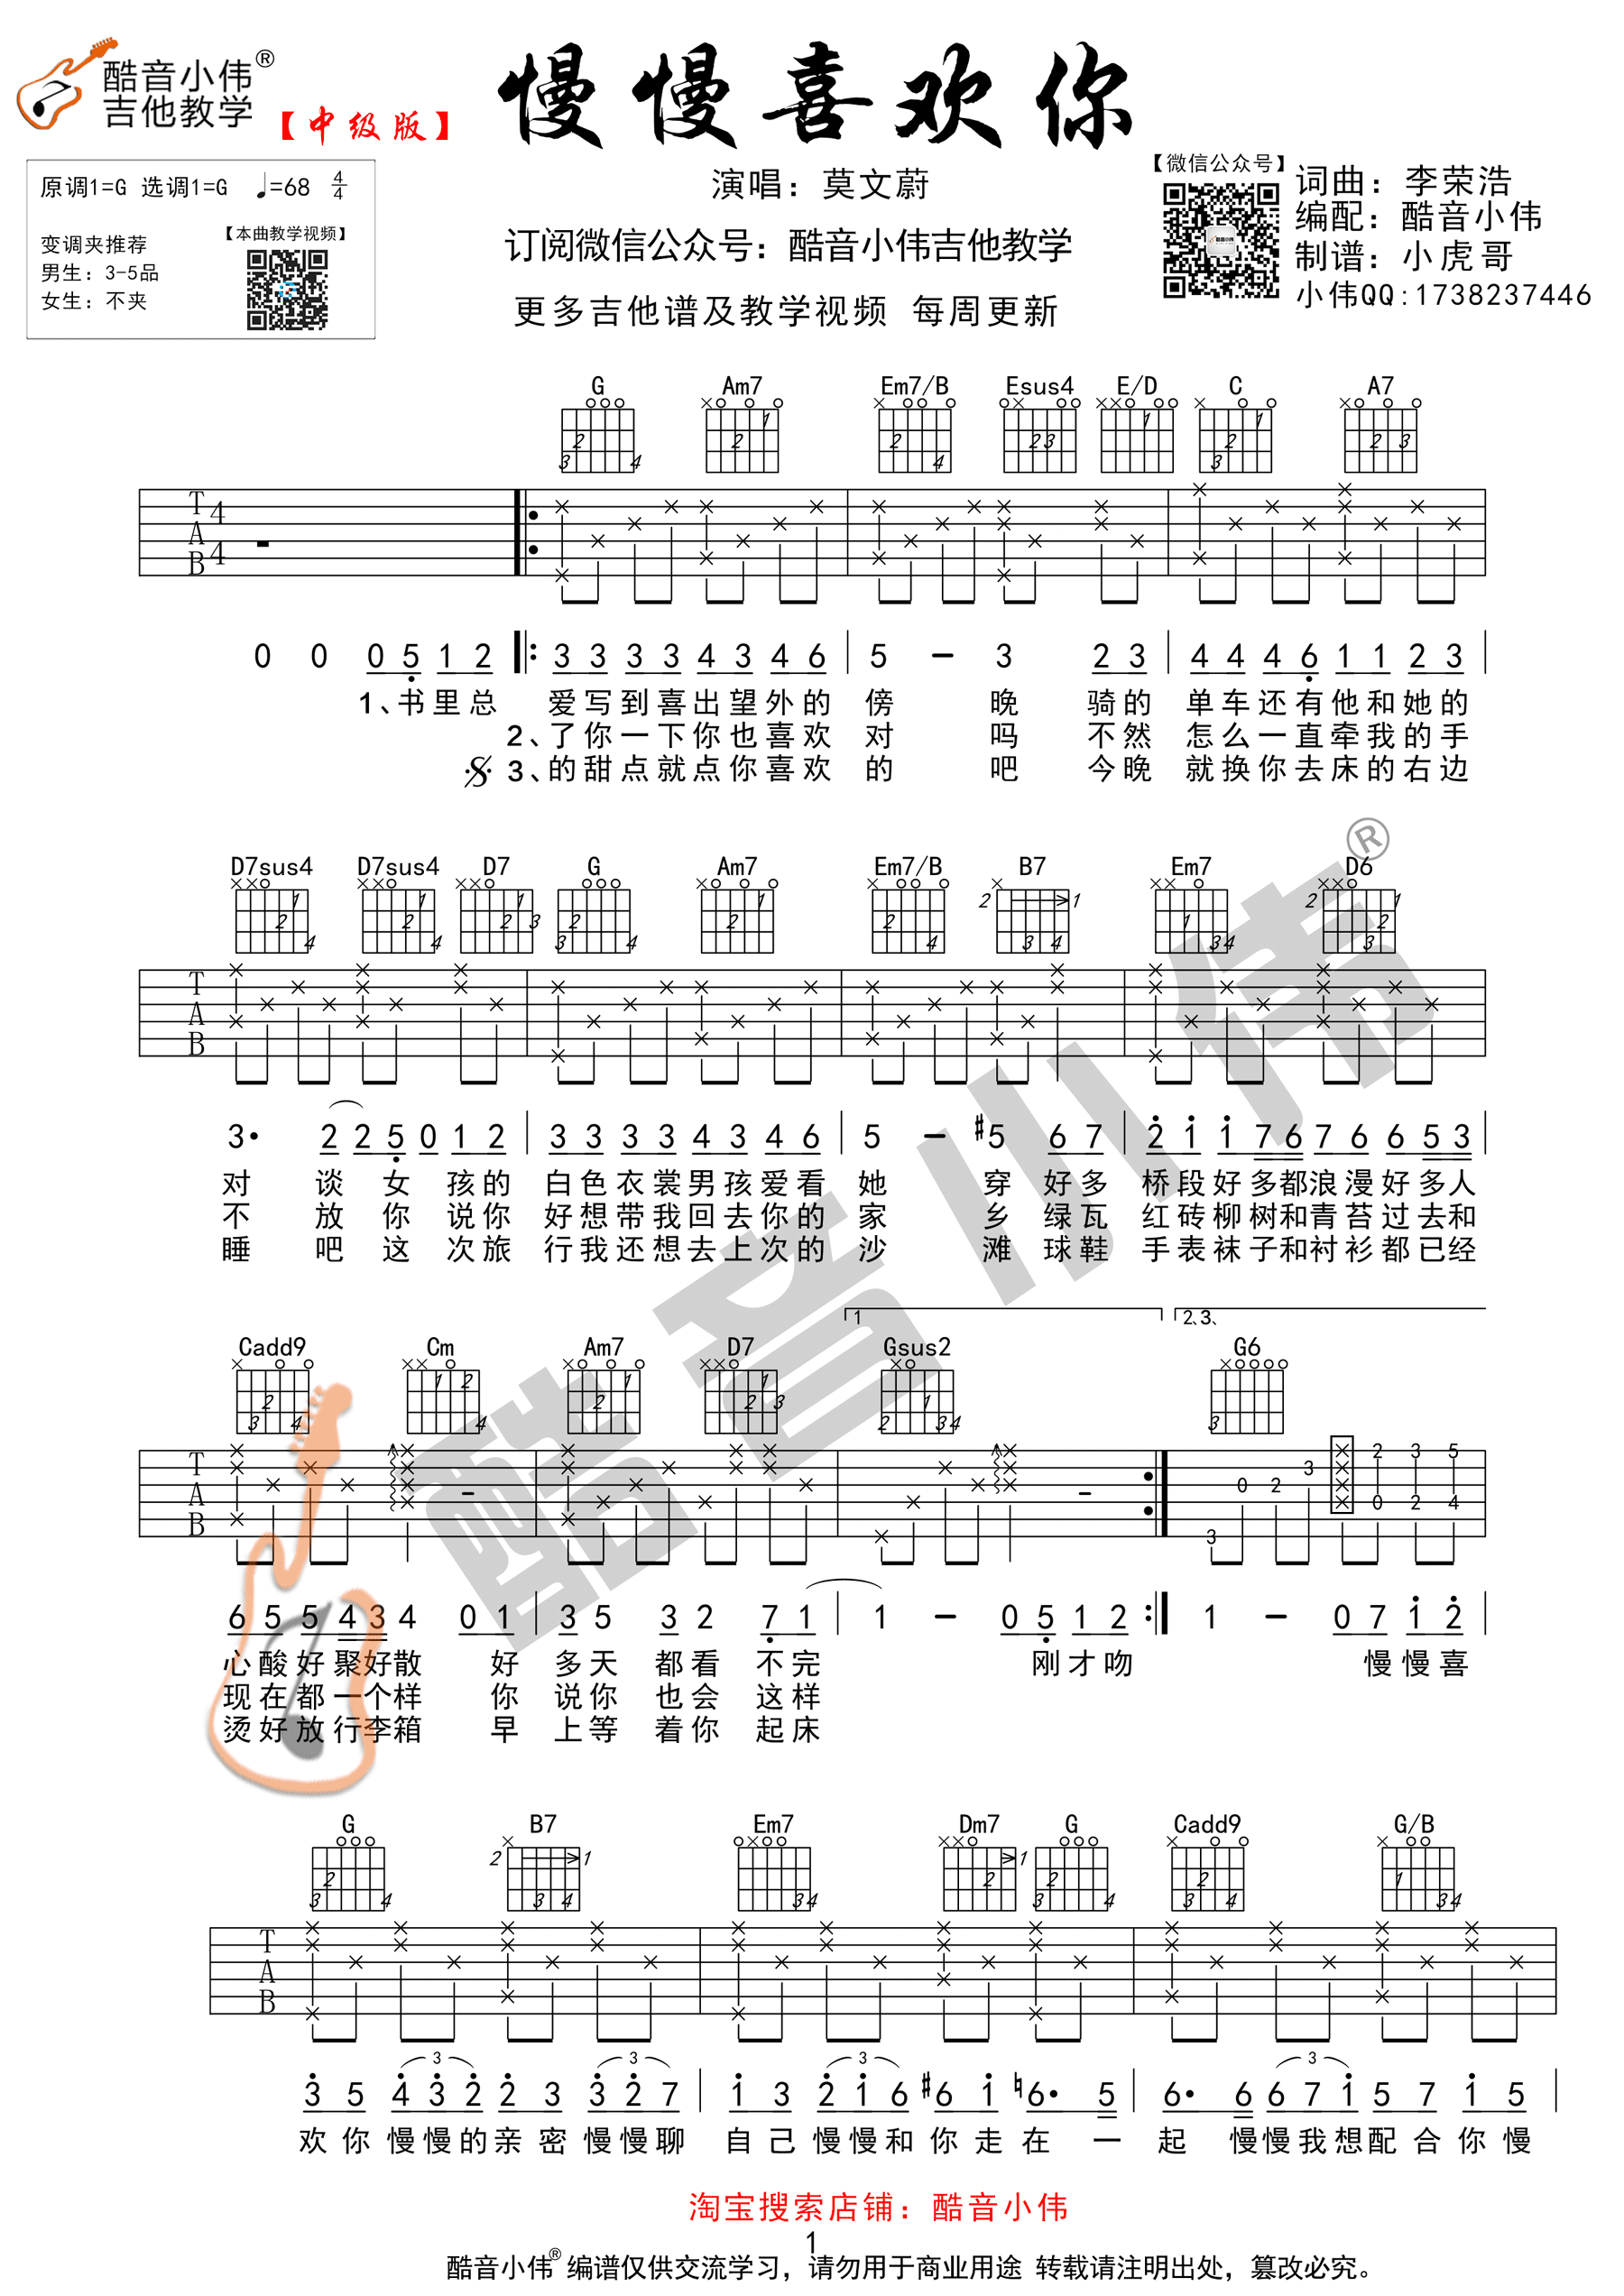 酷音小伟®
吉他教学
【中级版】
慢慢喜欢你
原调1=G 选调1=G ♩=68 4/4
变调夹推荐
男生：3-5品
女生：不夹
【本曲教学视频】
演唱：莫文蔚
订阅微信公众号：酷音小伟吉他教学
更多吉他谱及教学视频 每周更新
【微信公众号】
词曲：李荣浩
编配：酷音小伟
制谱：小虎哥
小伟QQ:1738237446
G Am7 Em7/B Esus4 E/D C A7
T A B 4 4
0 0 0 5 1 2 3 3 3 3 4 3 4 6 5 - 3 2 3 4 4 4 6 1 1 2 3
1、书里总 爱写到喜出望外的 傍 晚 骑的 单车还有他和她的
2、了你一下你也喜欢 对 吗 不然 怎么一直牵我的手
3、的甜点就点你喜欢 的 吧 今晚 就换你去床的右边
D7sus4 D7sus4 D7 G Am7 Em7/B B7 Em7 D6
T A B
3· 2 2 5 0 1 2 3 3 3 3 4 3 4 6 5 - #5 6 7 2 1 1 7 6 7 6 6 5 3
对 谈 女 孩的 白色衣裳男孩爱看 她 穿 好多 桥段好多都浪漫好多人
不 放 你 说你 好想带我回去你的 家 乡 绿瓦 红砖柳树和青苔过去和
睡 吧 这 次旅 行我还想去上次的 沙 滩 球鞋 手表袜子和衬衫都已经
1 2.3.
Cadd9 Cm Am7 D7 Gsus2 G6
T A B 3 0 2 3 2 0 3 2 5 4
6 5 5 4 3 4 0 1 3 5 3 2 7 1 1 - 0 5 1 2 1 - 0 7 1 2
心酸好聚好散 好 多天 都看 不完 刚才吻 慢慢喜
现在都一个样 你 说你 也会 这样
烫好放行李箱 早 上等 着你 起床
G B7 Em7 Dm7 G Cadd9 G/B
T A B
3 5 4 3 2 2 3 3 2 7 1 3 2 1 6 #6 1 ♮6· 5 6· 6 6 7 1 5 7 1 5
欢你慢慢的亲密慢慢聊 自己慢慢和你走在 一 起 慢慢我想配合你慢
淘宝搜索店铺：酷音小伟
1
酷音小伟® 编谱仅供交流学习，请勿用于商业用途 转载请注明出处，篡改必究。
酷音小伟®